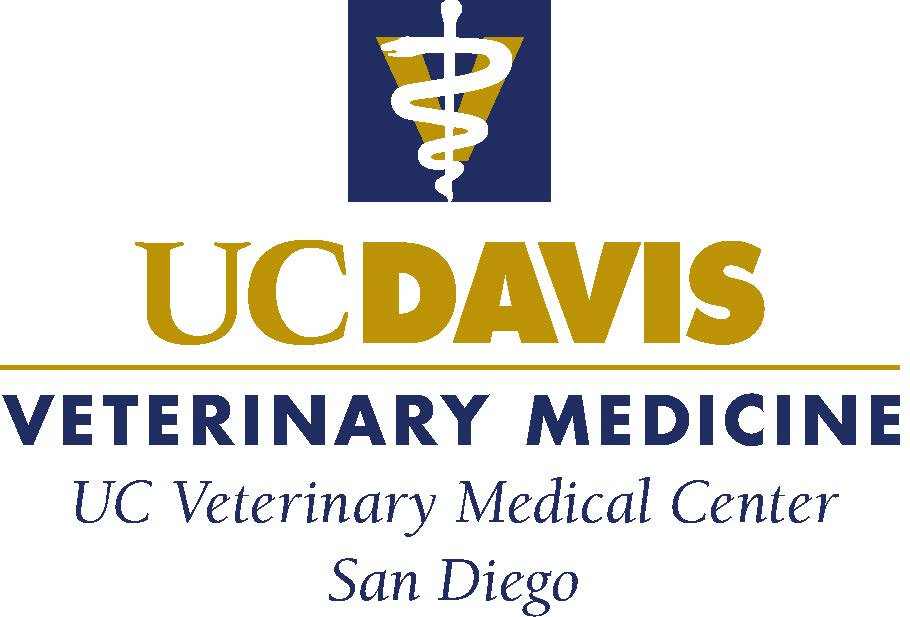 UCDAVIS
VETERINARY MEDICINE
UC Veterinary Medical Center
San Diego